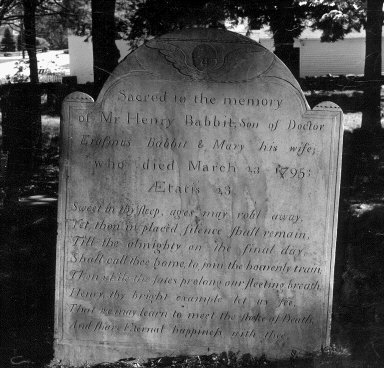 Sacred to the memory
of Mr Henry Babbit, Son of Doctor
Erasmus Babbit & Mary his wife;
who died March 13 1795;
Ætatis 23.
Sweet in thy sleep, ages may roll away.
Yet thou in placid silence shall remain,
Till the almighty on the final day,
Shall call thee home, to join the heavenly train
Then while the fates prolong our fleeting breath
Henry, thy bright example let us see
That we may learn to meet the stroke of Death
And share Eternal happiness with thee